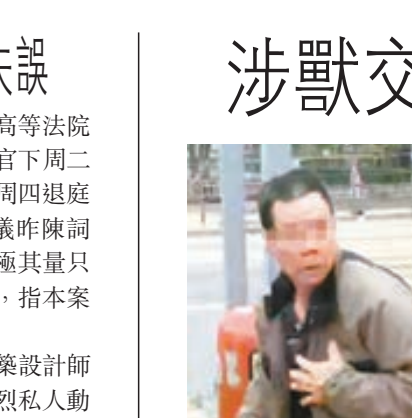 失誤
高等法院
官下周二
周四退庭
議昨陳詞
極其量只
，指本案
築設計師
烈私人動
涉獸交